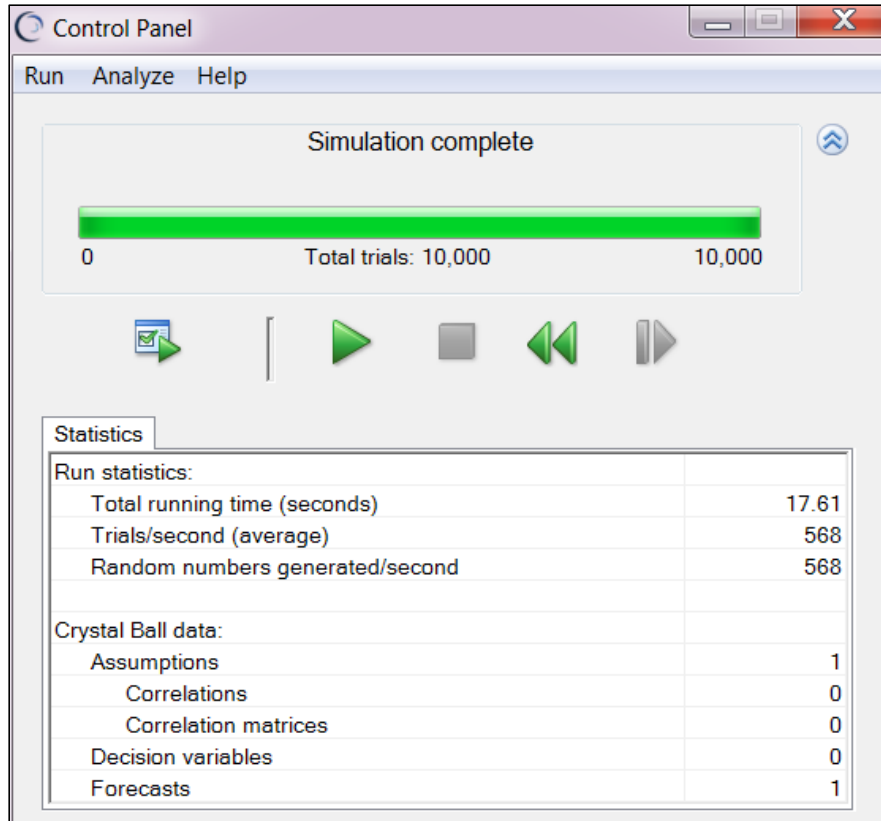 Control Panel
Run Analyze Help
Simulation complete
0 Total trials: 10,000 10,000
Statistics
Run statistics:
Total running time (seconds) 17.61
Trials/second (average) 568
Random numbers generated/second 568
Crystal Ball data:
Assumptions 1
Correlations 0
Correlation matrices 0
Decision variables 0
Forecasts 1